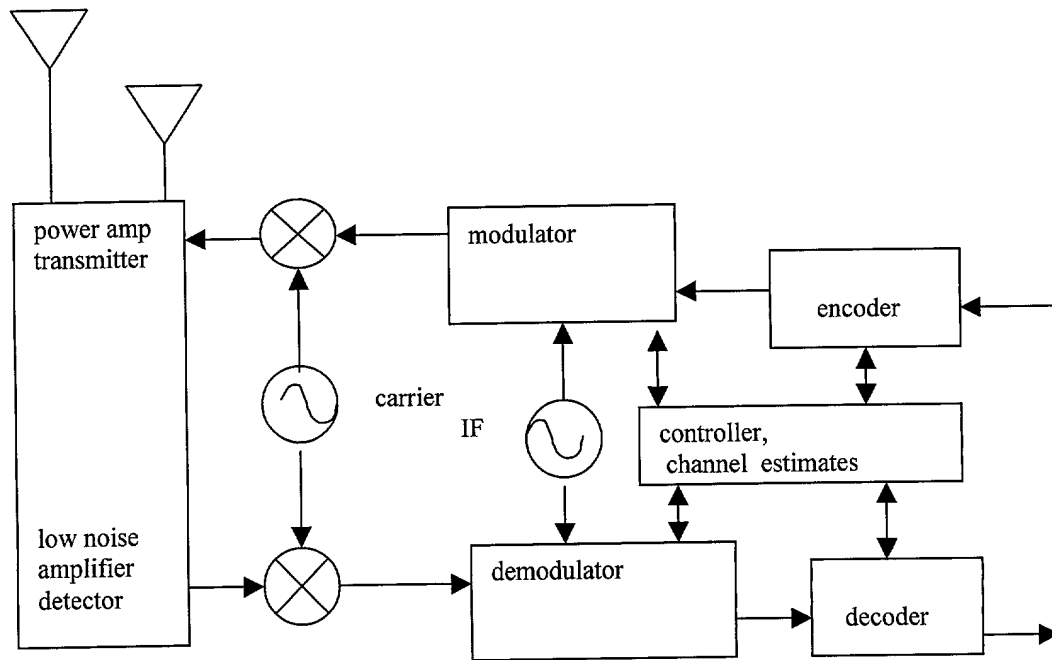 power amp
transmitter
modulator
encoder
carrier
IF
controller,
channel estimates
low noise
amplifier
detector
demodulator
decoder